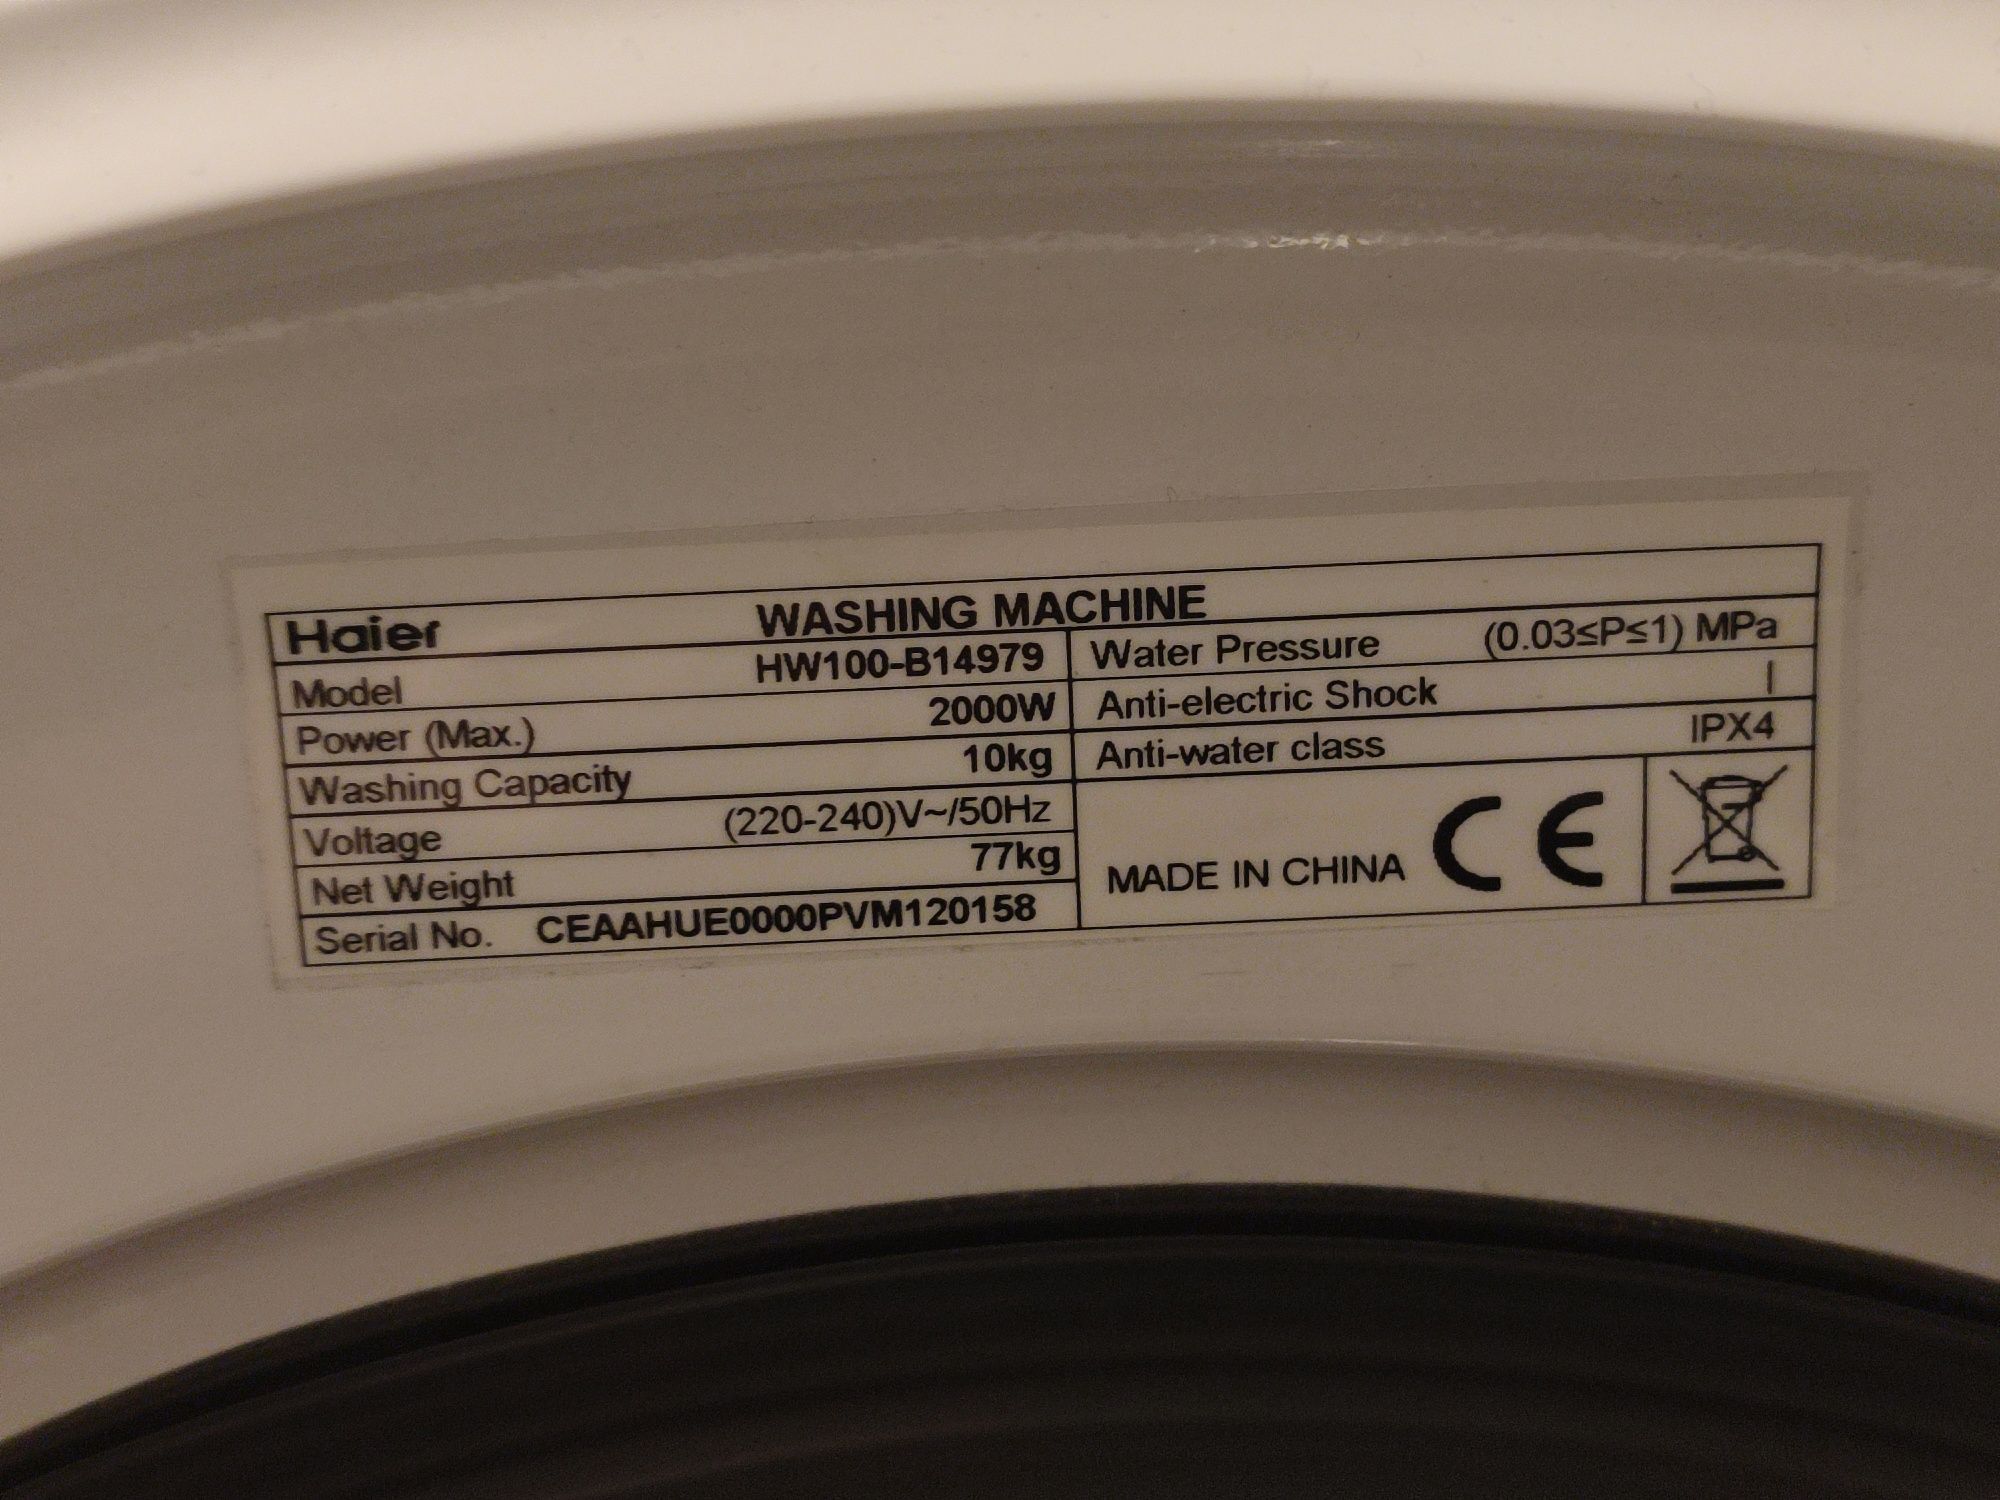 Haier WASHING MACHINE
Model HW100-B14979
Power (Max.) 2000W
Washing Capacity 10kg
Voltage (220-240)V~/50Hz
Net Weight 77kg
Serial No. CEAAHUE0000PVM120158
Water Pressure (0.03≤P≤1) MPa
Anti-electric Shock I
Anti-water class IPX4
MADE IN CHINA CE